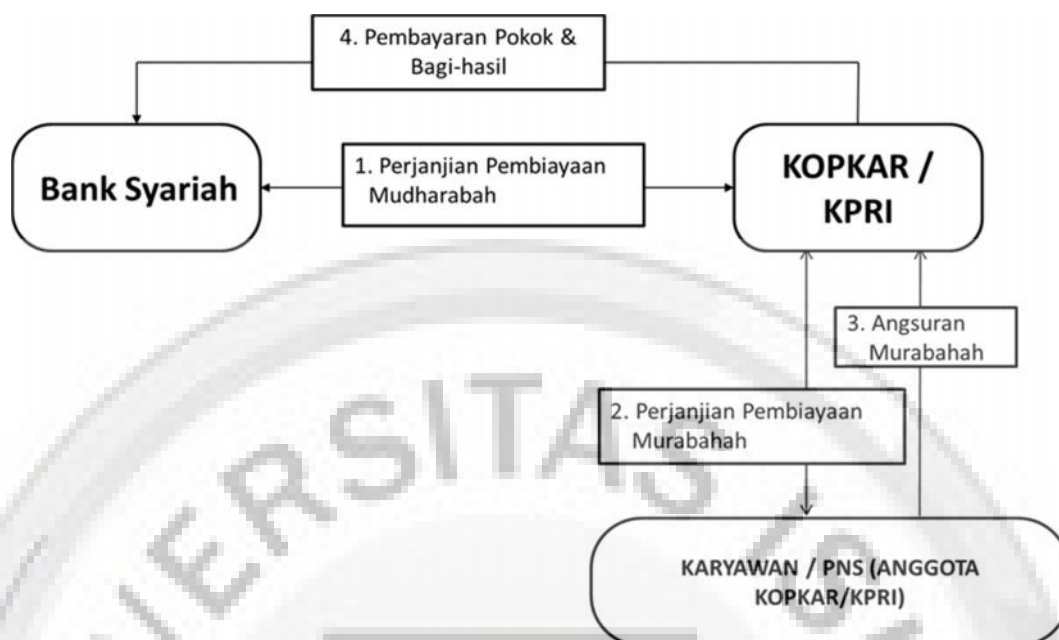 4. Pembayaran Pokok &
Bagi-hasil
Bank Syariah
1. Perjanjian Pembiayaan
Mudharabah
KOPKAR /
KPRI
3. Angsuran
Murabahah
2. Perjanjian Pembiayaan
Murabahah
KARYAWAN / PNS (ANGGOTA
KOPKAR/KPRI)